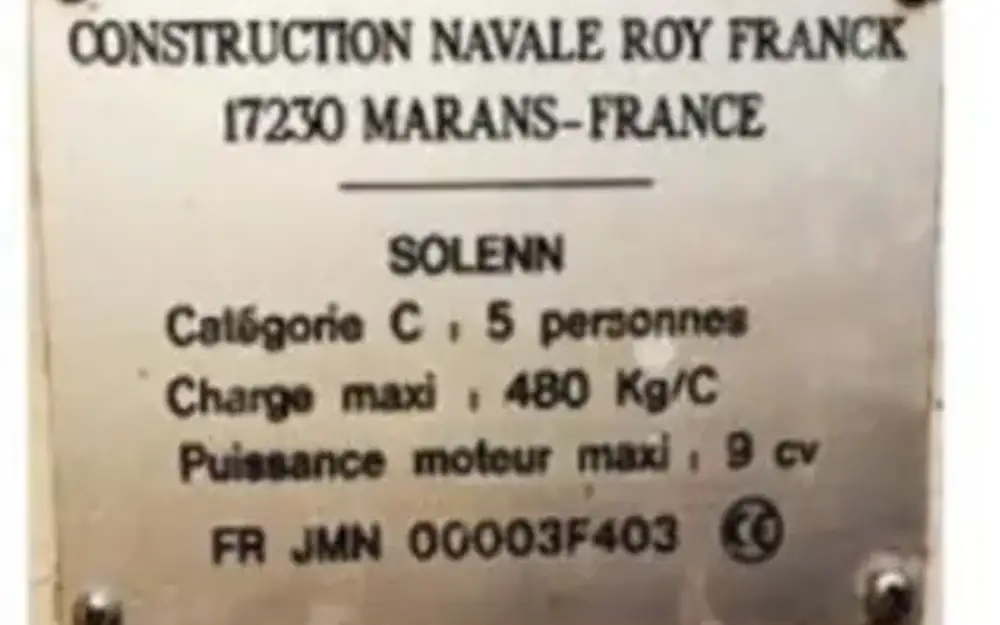 CONSTRUCTION NAVALE ROY FRANCK
17230 MARANS-FRANCE
SOLENN
Catégorie C : 5 personnes
Charge maxi : 480 Kg/C
Puissance moteur maxi : 9 cv
FR JMN 00003F403 CE